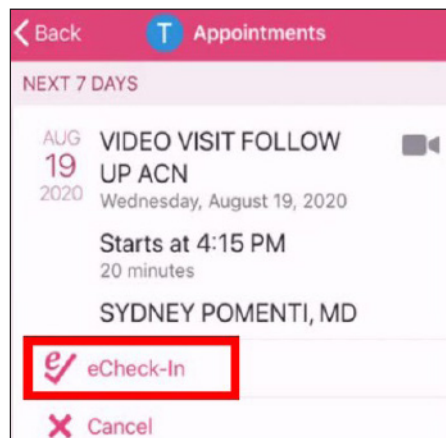 Back
T
Appointments
NEXT 7 DAYS
AUG
19
2020
VIDEO VISIT FOLLOW
UP ACN
Wednesday, August 19, 2020
Starts at 4:15 PM
20 minutes
SYDNEY POMENTI, MD
eCheck-In
Cancel